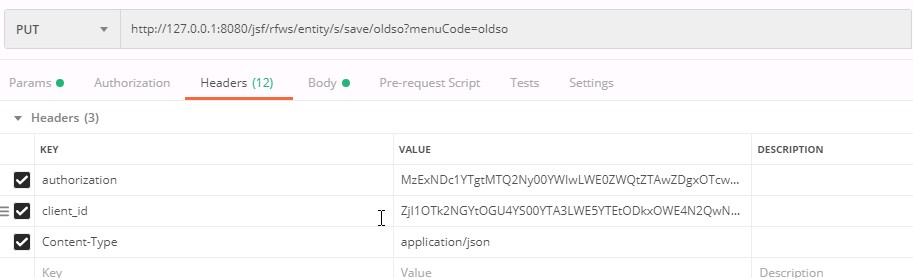 PUT http://127.0.0.1:8080/jsf/rfws/entity/s/save/oldso?menuCode=oldso
Params Authorization Headers (12) Body Pre-request Script Tests Settings
Headers (3)
KEY VALUE DESCRIPTION
authorization MzExNDc1YTgtMTQ2Ny00YWIwLWE0ZWQtZTAwZDgxOTcw...
client_id ZjI1OTk2NGYtOGU4YS00YTA3LWE5YTEtODkxOWE4N2QwN...
Content-Type application/json
Key Value Description